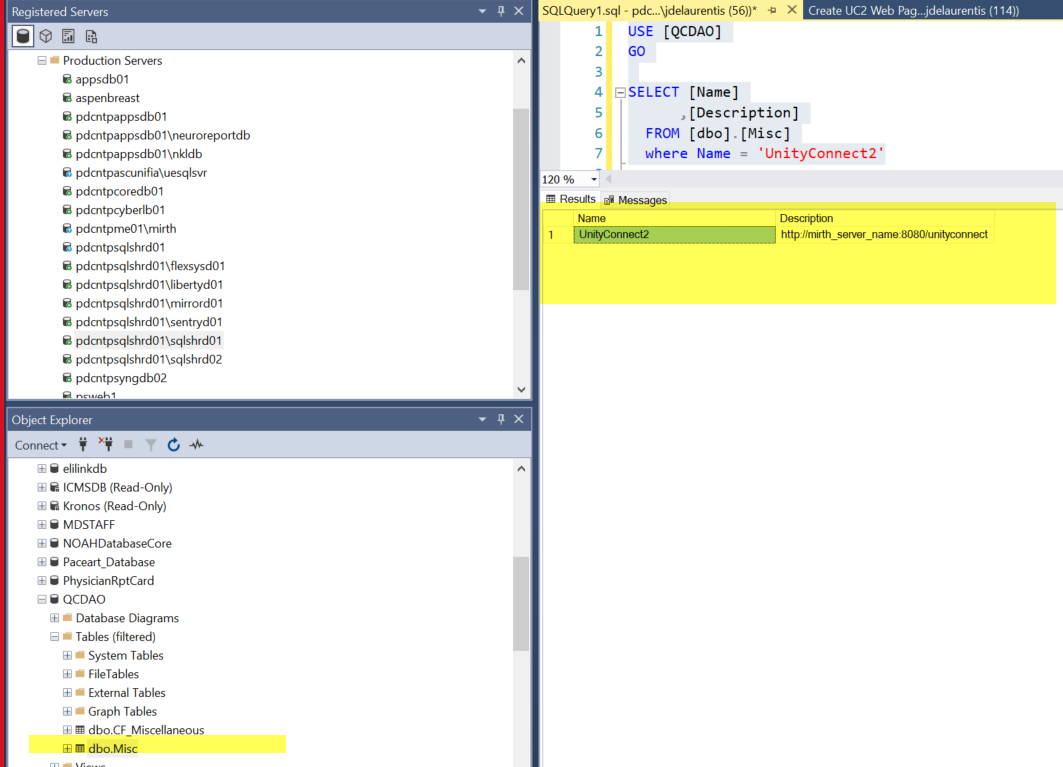 Registered Servers
Production Servers
appsdb01
aspenbreast
pdcntpappsdb01
pdcntpappsdb01\neuroreportdb
pdcntpappsdb01\nkldb
pdcntpascunifia\uesqlsvr
pdcntpcoredb01
pdcntpcyberlb01
pdcntpme01\mirth
pdcntpsqlshrd01
pdcntpsqlshrd01\flexsysd01
pdcntpsqlshrd01\libertyd01
pdcntpsqlshrd01\mirrord01
pdcntpsqlshrd01\sentryd01
pdcntpsqlshrd01\sqlshrd01
pdcntpsqlshrd01\sqlshrd02
pdcntpsyngdb02
psweb1
Object Explorer
Connect
elilinkdb
ICMSDB (Read-Only)
Kronos (Read-Only)
MDSTAFF
NOAHDatabaseCore
Paceart_Database
PhysicianRptCard
QCDAO
Database Diagrams
Tables (filtered)
System Tables
FileTables
External Tables
Graph Tables
dbo.CF_Miscellaneous
dbo.Misc
Views
SQLQuery1.sql - pdc...\jdelaurentis (56))* Create UC2 Web Pag...jdelaurentis (114))
1 USE [QCDAO]
2 GO
3
4 SELECT [Name]
5 ,[Description]
6 FROM [dbo].[Misc]
7 where Name = 'UnityConnect2'
120 %
Results Messages
Name Description
1 UnityConnect2 http://mirth_server_name:8080/unityconnect